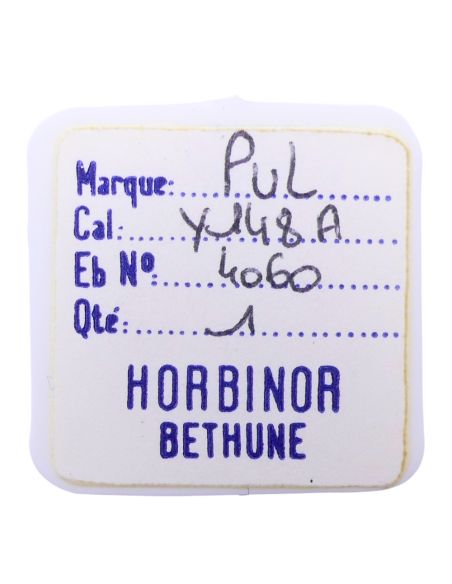 Marque: PUL
Cal: Y148A
Eb Nº: 4060
Qté: 1
HORBINOR
BETHUNE